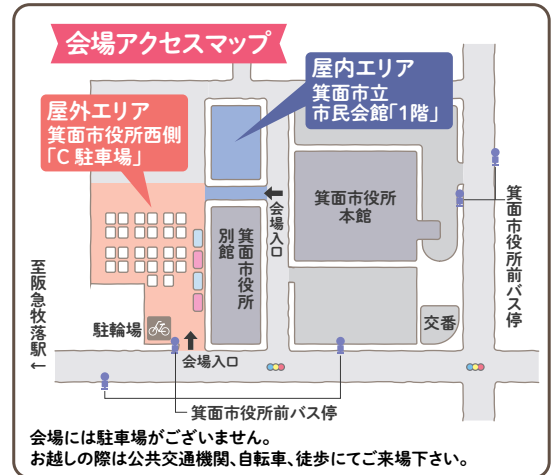 会場アクセスマップ
屋内エリア
箕面市立
市民会館「1階」
屋外エリア
箕面市役所西側
「C 駐車場」
会場入口
箕面市役所
本館
箕面市役所前バス停
箕面市役所
別館
至阪急牧落駅←
駐輪場
会場入口
交番
箕面市役所前バス停
会場には駐車場がございません。
お越しの際は公共交通機関、自転車、徒歩にてご来場下さい。